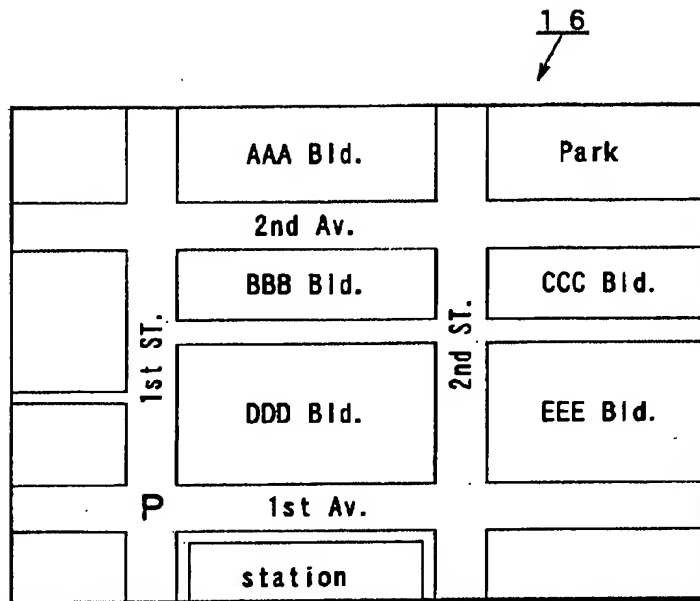 16
AAA Bld.
Park
2nd Av.
BBB Bld.
CCC Bld.
1st ST.
2nd ST.
DDD Bld.
EEE Bld.
P
1st Av.
station